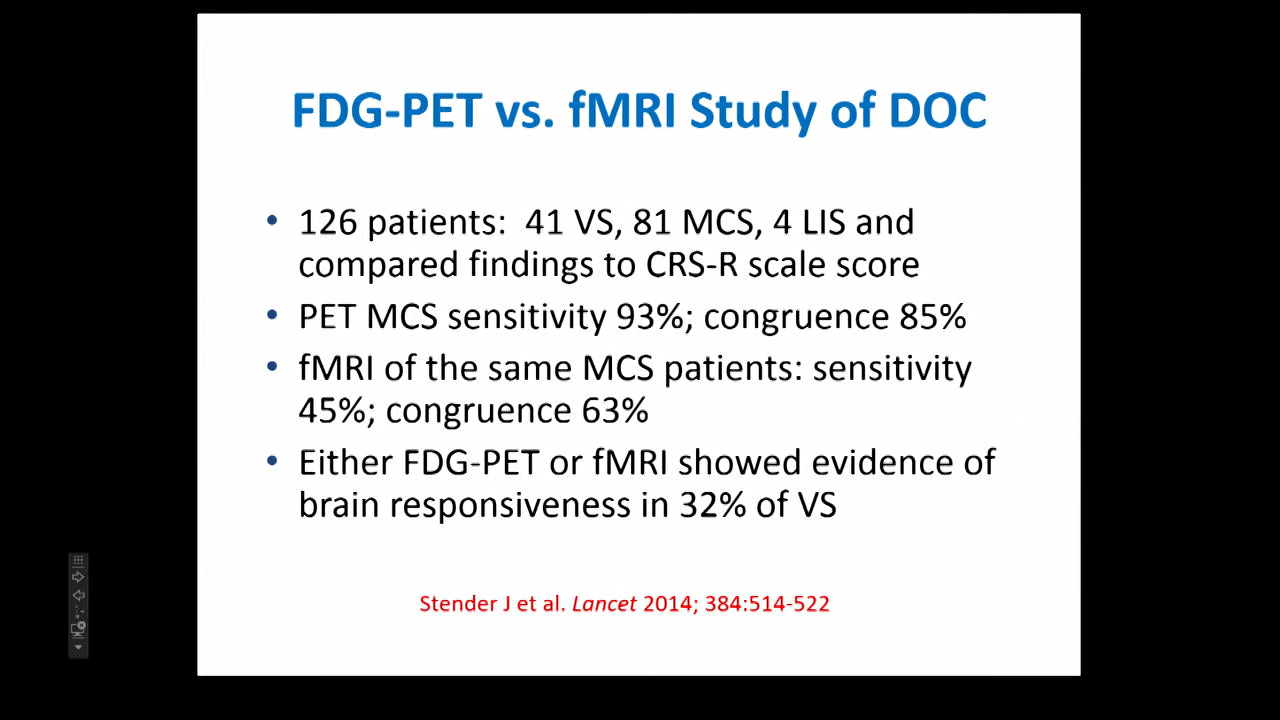 FDG-PET vs. fMRI Study of DOC
• 126 patients: 41 VS, 81 MCS, 4 LIS and
compared findings to CRS-R scale score
• PET MCS sensitivity 93%; congruence 85%
• fMRI of the same MCS patients: sensitivity
45%; congruence 63%
• Either FDG-PET or fMRI showed evidence of
brain responsiveness in 32% of VS
Stender J et al. Lancet 2014; 384:514-522